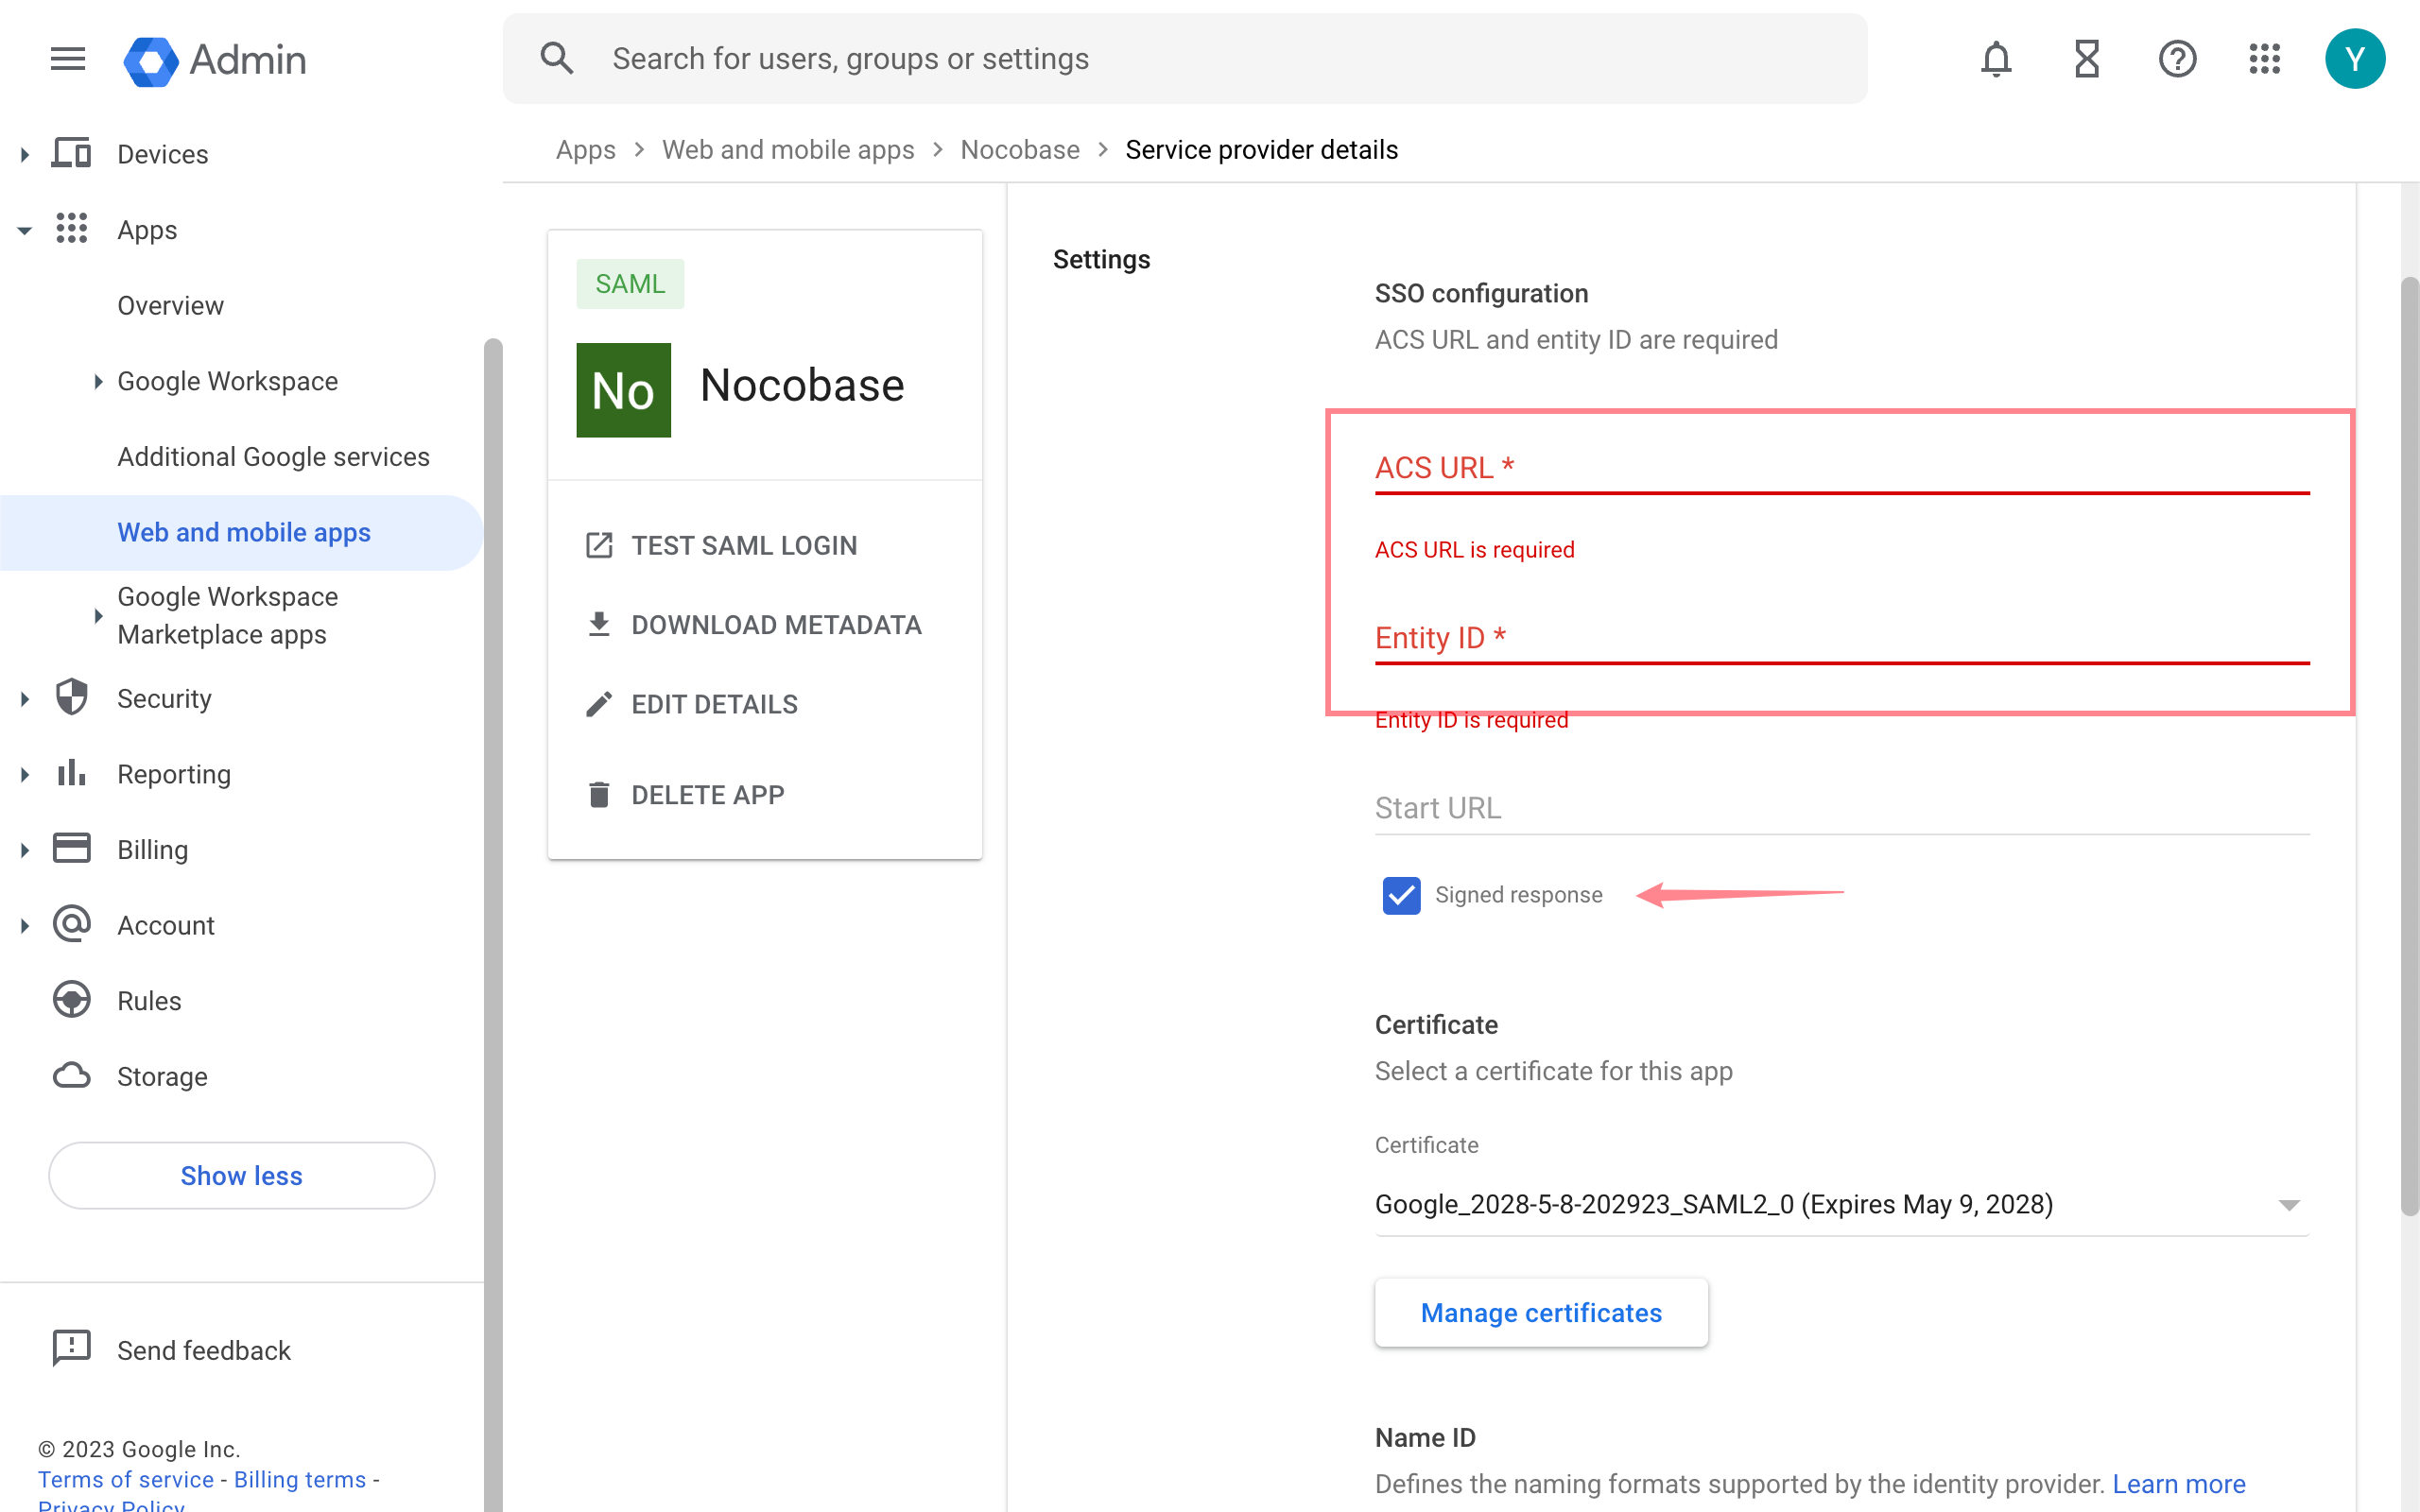 Admin
Search for users, groups or settings
Y
Devices
Apps
Overview
Google Workspace
Additional Google services
Web and mobile apps
Google Workspace
Marketplace apps
Security
Reporting
Billing
Account
Rules
Storage
Show less
Send feedback
© 2023 Google Inc.
Terms of service - Billing terms -
Privacy Policy
Apps > Web and mobile apps > Nocobase > Service provider details
SAML
No
Nocobase
TEST SAML LOGIN
DOWNLOAD METADATA
EDIT DETAILS
DELETE APP
Settings
SSO configuration
ACS URL and entity ID are required
ACS URL *
ACS URL is required
Entity ID *
Entity ID is required
Start URL
Signed response
Certificate
Select a certificate for this app
Certificate
Google_2028-5-8-202923_SAML2_0 (Expires May 9, 2028)
Manage certificates
Name ID
Defines the naming formats supported by the identity provider. Learn more